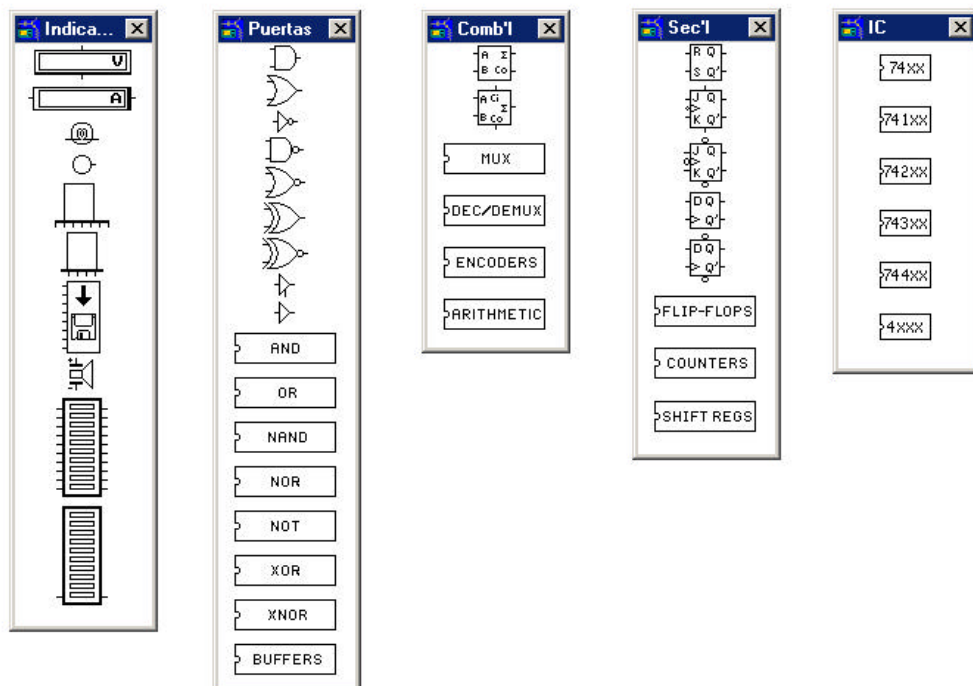 Indica...
V
A
Puertas
AND
OR
NAND
NOR
NOT
XOR
XNOR
BUFFERS
Comb'l
A Σ
B Co
A Ci
Σ
B Co
MUX
DEC/DEMUX
ENCODERS
ARITHMETIC
Sec'l
R Q
S Q'
J Q
K Q'
J Q
K Q'
D Q
Q'
D Q
Q'
FLIP-FLOPS
COUNTERS
SHIFT REGS
IC
74XX
741XX
742XX
743XX
744XX
4XXX